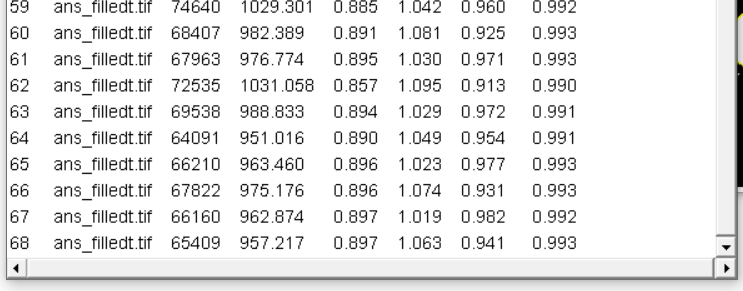 59 ans_filledt.tif 74640 1029.301 0.885 1.042 0.960 0.992
60 ans_filledt.tif 68407 982.389 0.891 1.081 0.925 0.993
61 ans_filledt.tif 67963 976.774 0.895 1.030 0.971 0.993
62 ans_filledt.tif 72535 1031.058 0.857 1.095 0.913 0.990
63 ans_filledt.tif 69538 988.833 0.894 1.029 0.972 0.991
64 ans_filledt.tif 64091 951.016 0.890 1.049 0.954 0.991
65 ans_filledt.tif 66210 963.460 0.896 1.023 0.977 0.993
66 ans_filledt.tif 67822 975.176 0.896 1.074 0.931 0.993
67 ans_filledt.tif 66160 962.874 0.897 1.019 0.982 0.992
68 ans_filledt.tif 65409 957.217 0.897 1.063 0.941 0.993